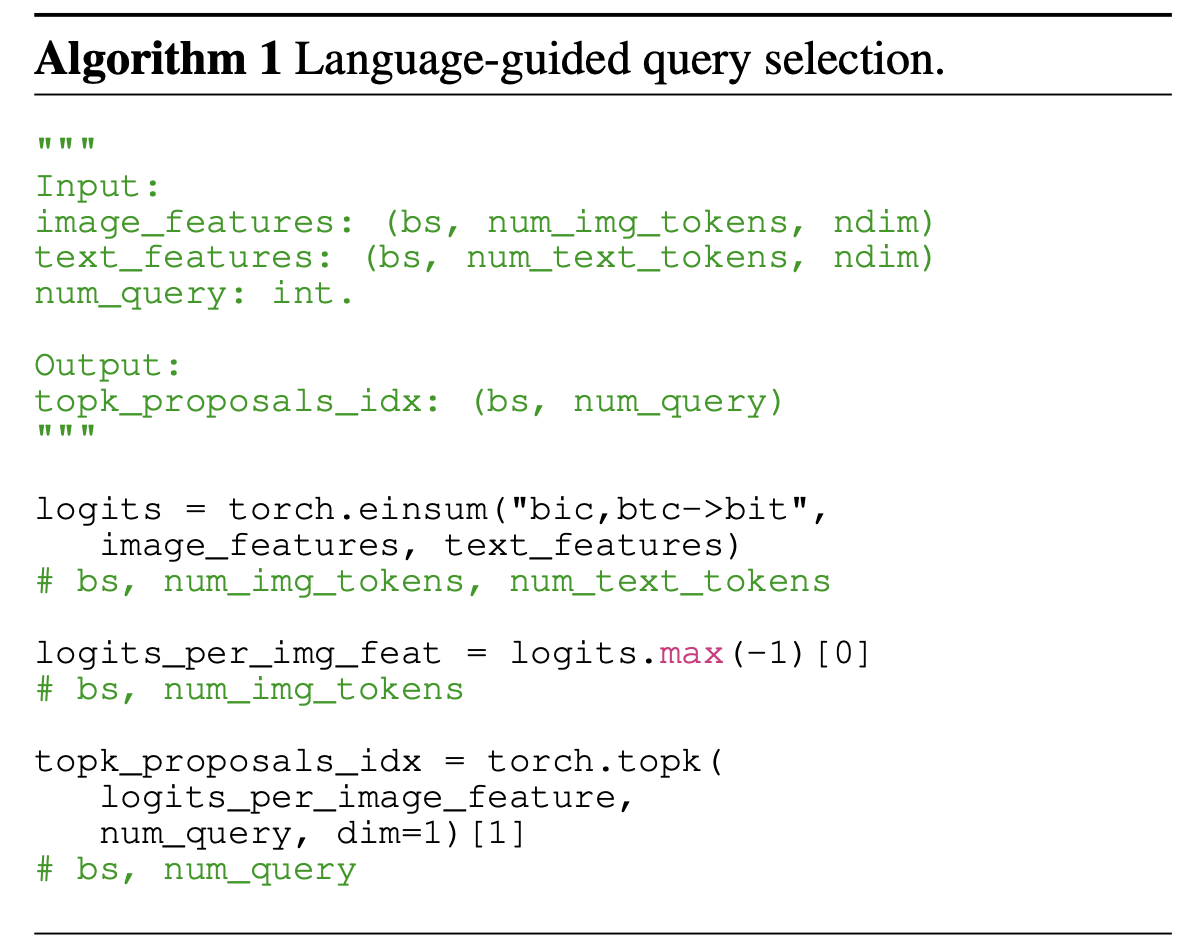 Algorithm 1 Language-guided query selection.
"""
Input:
image_features: (bs, num_img_tokens, ndim)
text_features: (bs, num_text_tokens, ndim)
num_query: int.
Output:
topk_proposals_idx: (bs, num_query)
"""
logits = torch.einsum("bic,btc->bit",
image_features, text_features)
# bs, num_img_tokens, num_text_tokens
logits_per_img_feat = logits.max(-1)[0]
# bs, num_img_tokens
topk_proposals_idx = torch.topk(
logits_per_image_feature,
num_query, dim=1)[1]
# bs, num_query